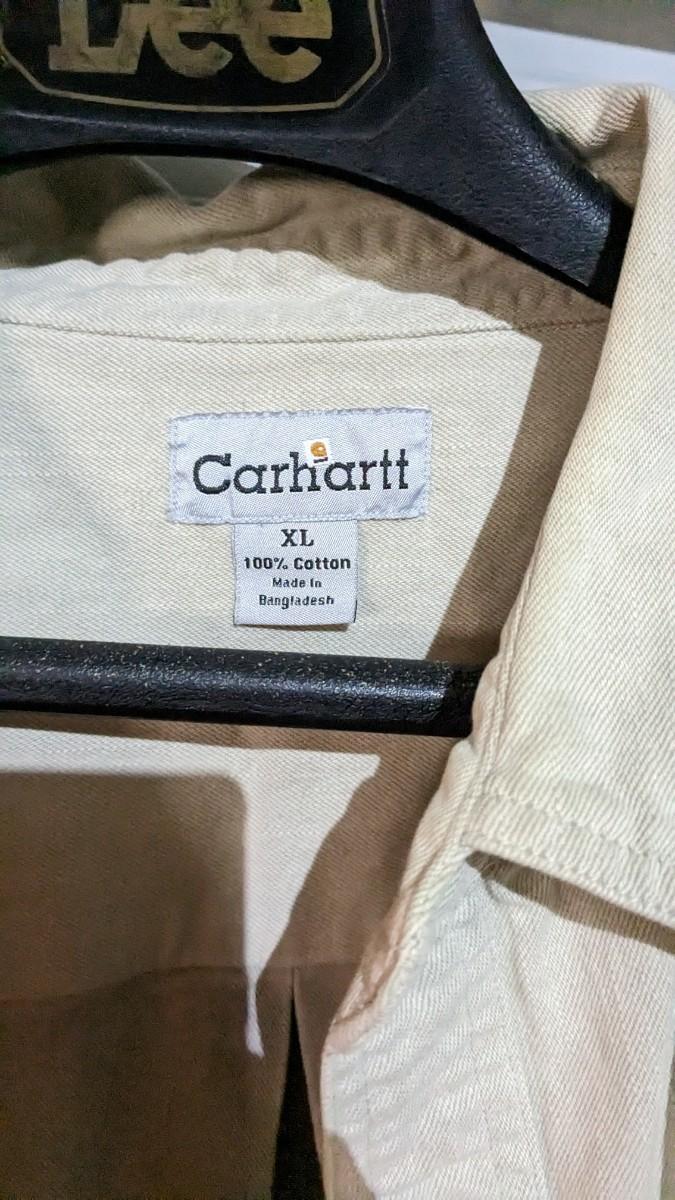 Lee
Carhartt
XL
100% Cotton
Made In
Bangladesh